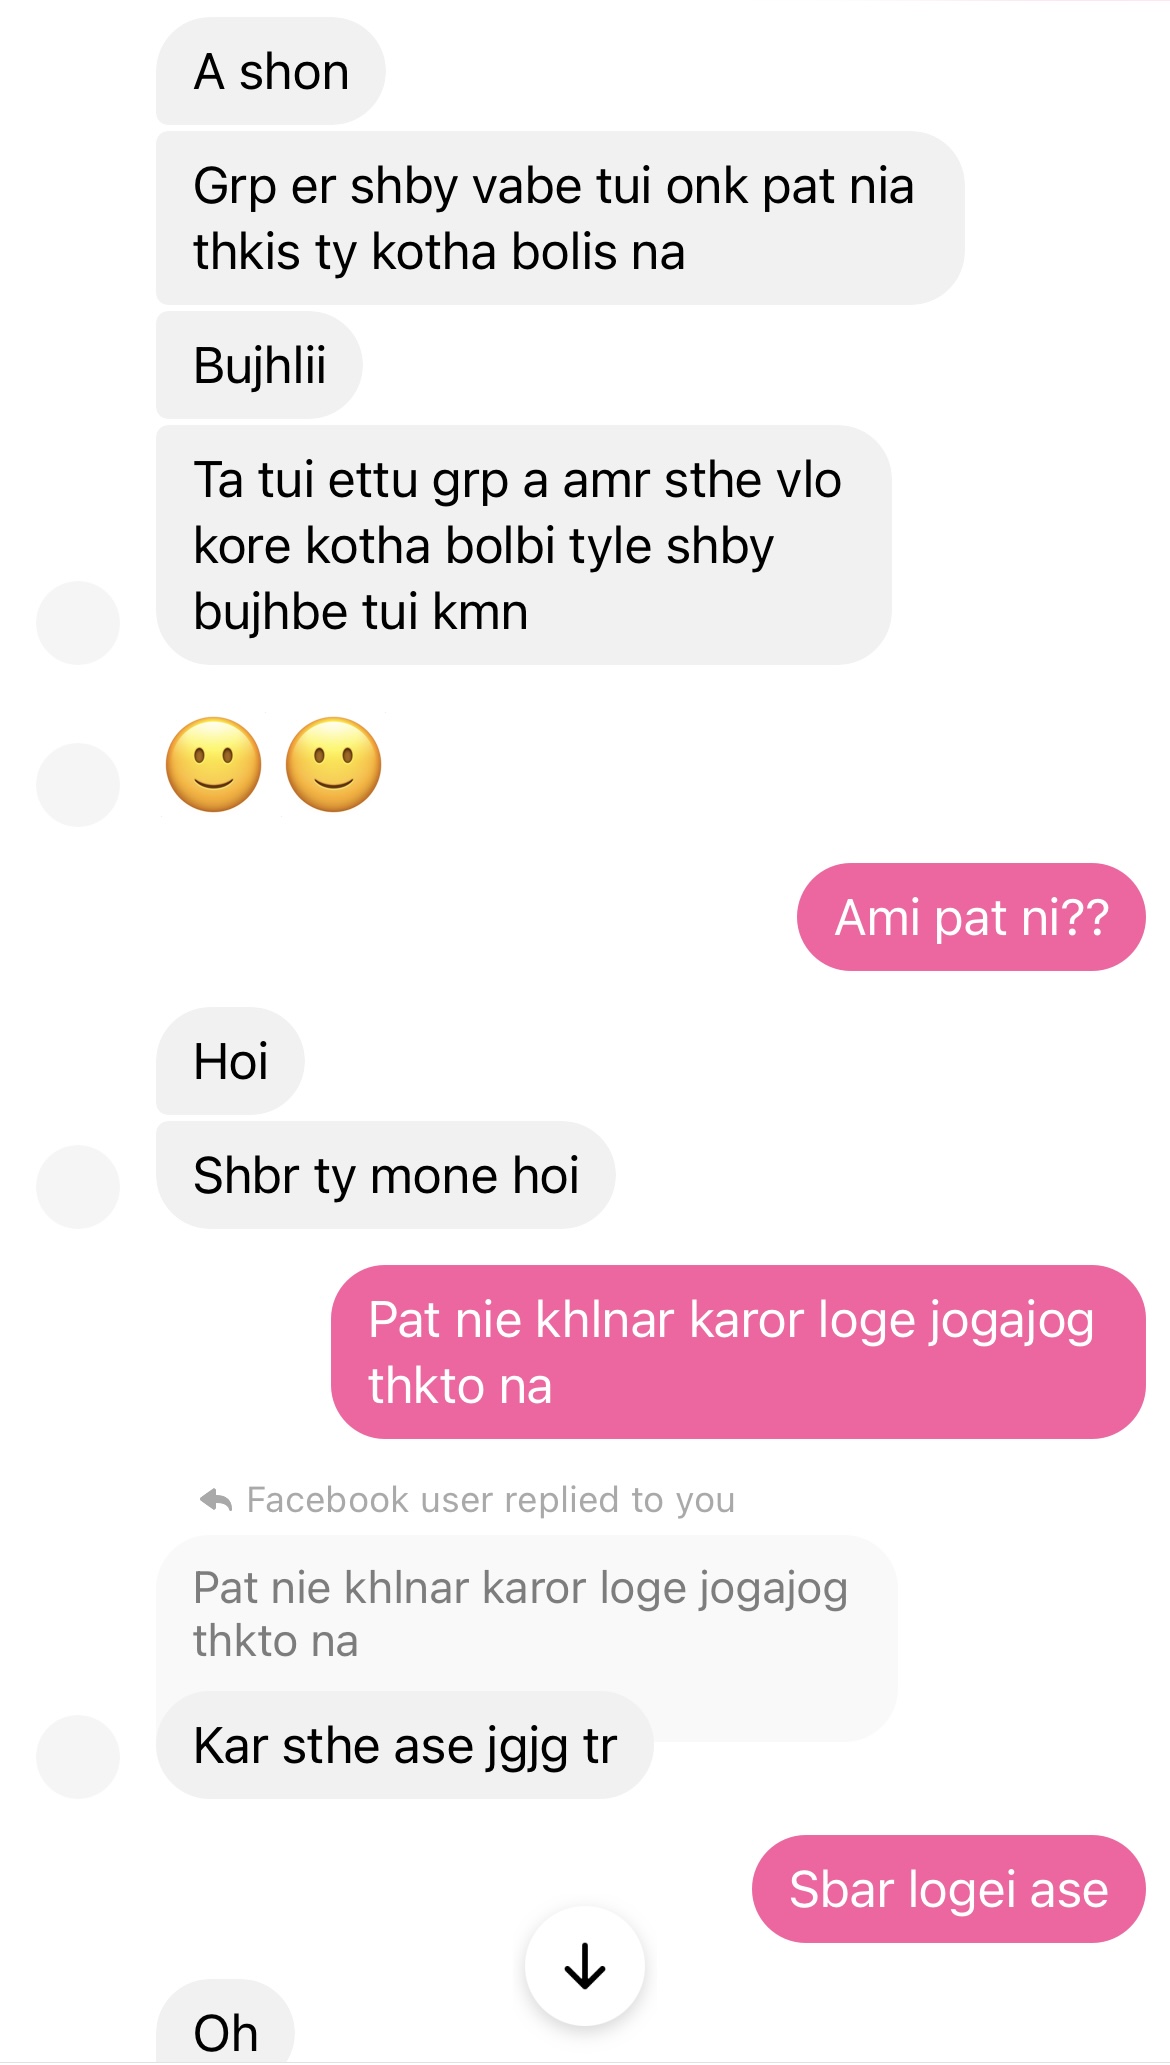 A shon
Grp er shby vabe tui onk pat nia
thkis ty kotha bolis na
Bujhlii
Ta tui ettu grp a amr sthe vlo
kore kotha bolbi tyle shby
bujhbe tui kmn
🙂 🙂
Ami pat ni??
Hoi
Shbr ty mone hoi
Pat nie khlnar karor loge jogajog
thkto na
Facebook user replied to you
Pat nie khlnar karor loge jogajog
thkto na
Kar sthe ase jgjg tr
Sbar logei ase
Oh